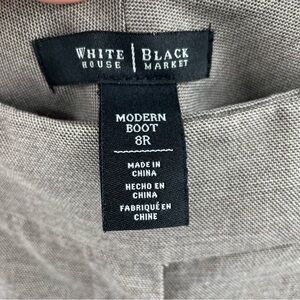 WHITE | BLACK
HOUSE | MARKET
MODERN
BOOT
8R
MADE IN
CHINA
HECHO EN
CHINA
FABRIQUÉ EN
CHINE